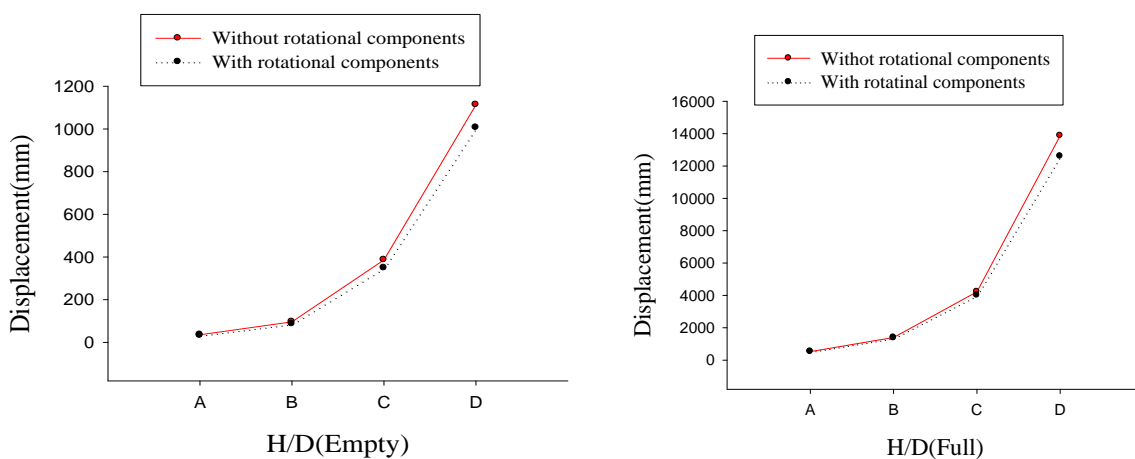 Without rotational components
With rotational components
1200
1000
800
600
400
200
0
Displacement(mm)
A B C D
H/D(Empty)
Withot rotational components
With rotatinal components
16000
14000
12000
10000
8000
6000
4000
2000
0
Displacement(mm)
A B C D
H/D(Full)